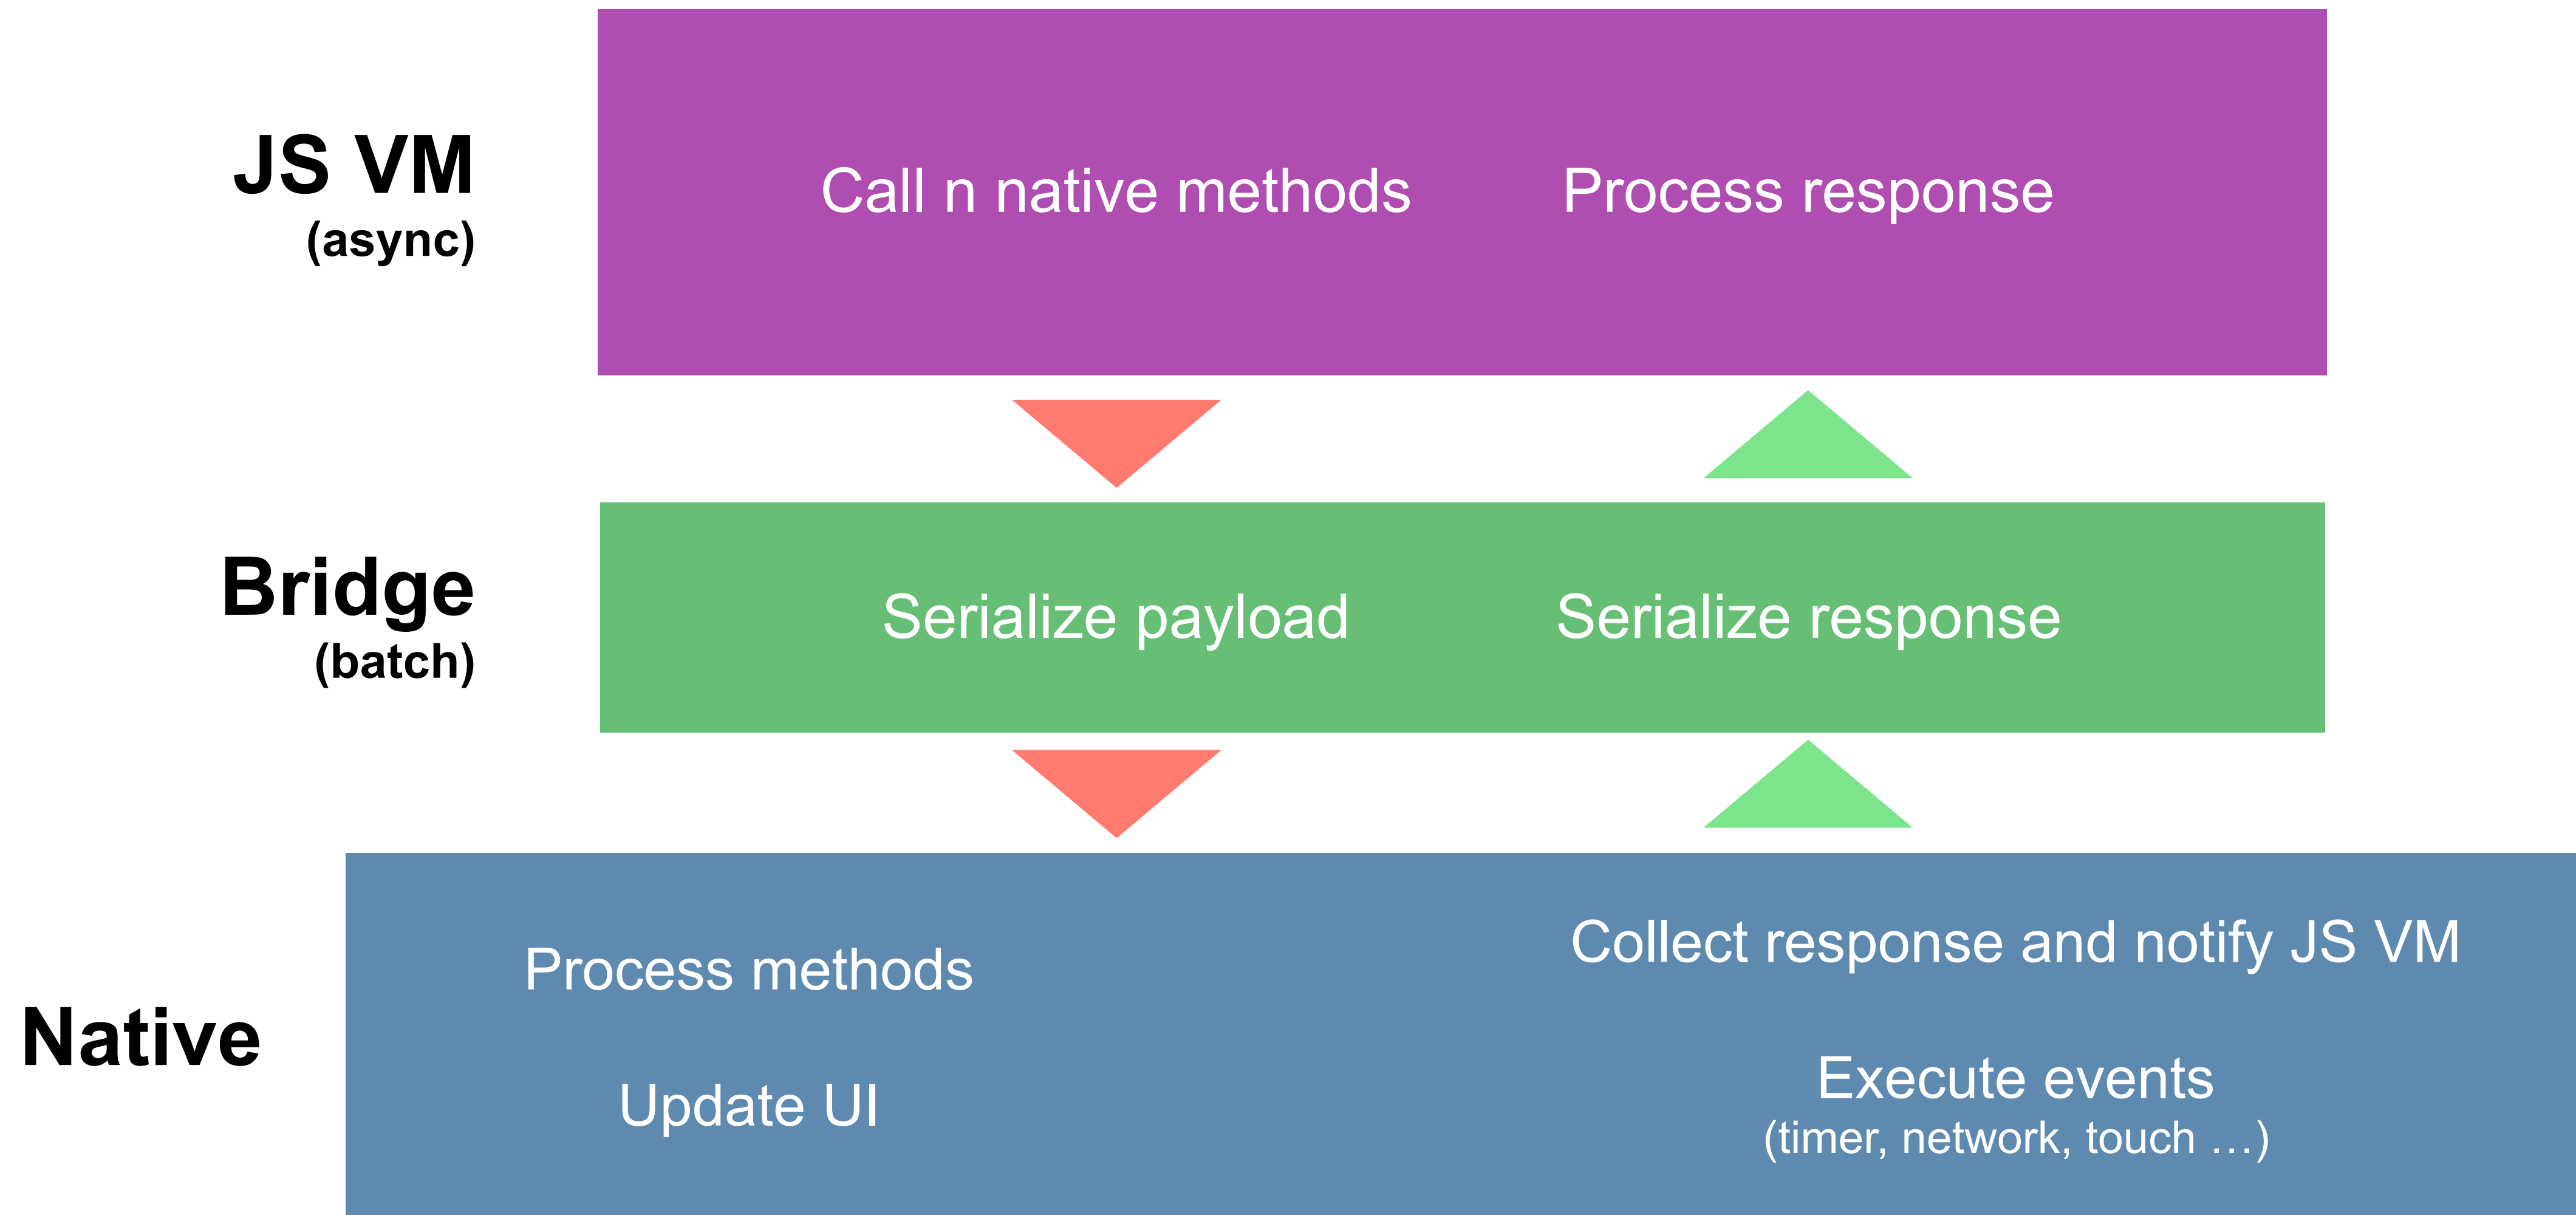 JS VM
(async)
Call n native methods
Process response
Bridge
(batch)
Serialize payload
Serialize response
Native
Process methods
Update UI
Collect response and notify JS VM
Execute events
(timer, network, touch …)